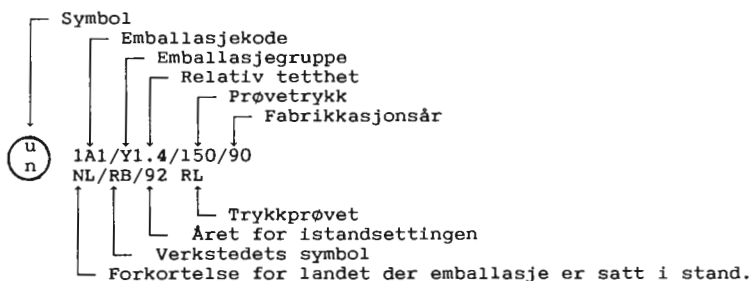 Symbol
Emballasjekode
Emballasjegruppe
Relativ tetthet
Prøvetrykk
Fabrikkasjonsår
u
n
1A1/Y1.4/150/90
NL/RB/92 RL
Trykkprøvet
Året for istandsettingen
Verkstedets symbol
Forkortelse for landet der emballasje er satt i stand.